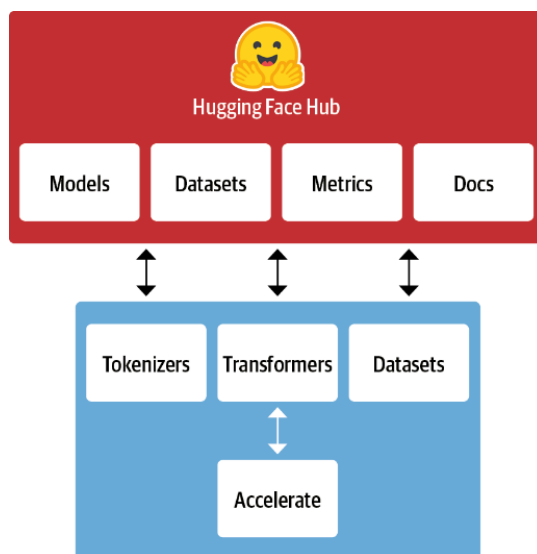 Hugging Face Hub
Models
Datasets
Metrics
Docs
Tokenizers
Transformers
Datasets
Accelerate